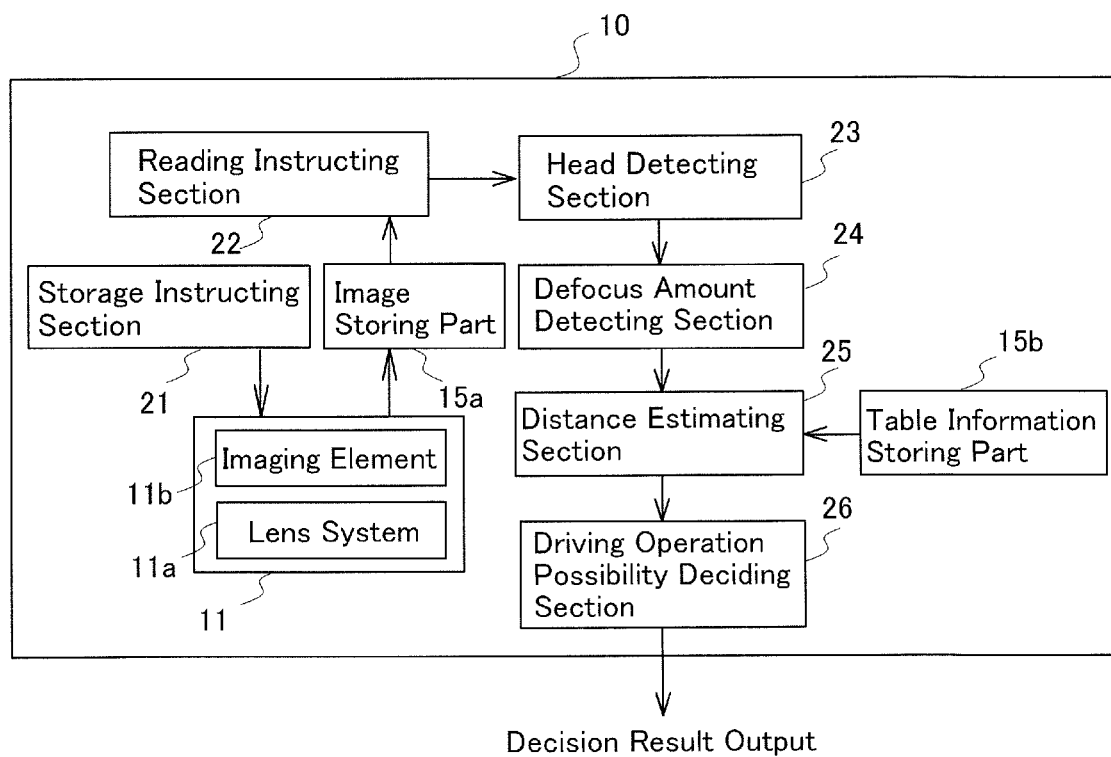 10
Reading Instructing
Section
22
Head Detecting
Section
23
Storage Instructing
Section
21
Image
Storing Part
15a
Defocus Amount
Detecting Section
24
Distance Estimating
Section
25
Table Information
Storing Part
15b
Imaging Element
11b
Lens System
11a
11
Driving Operation
Possibility Deciding
Section
26
Decision Result Output